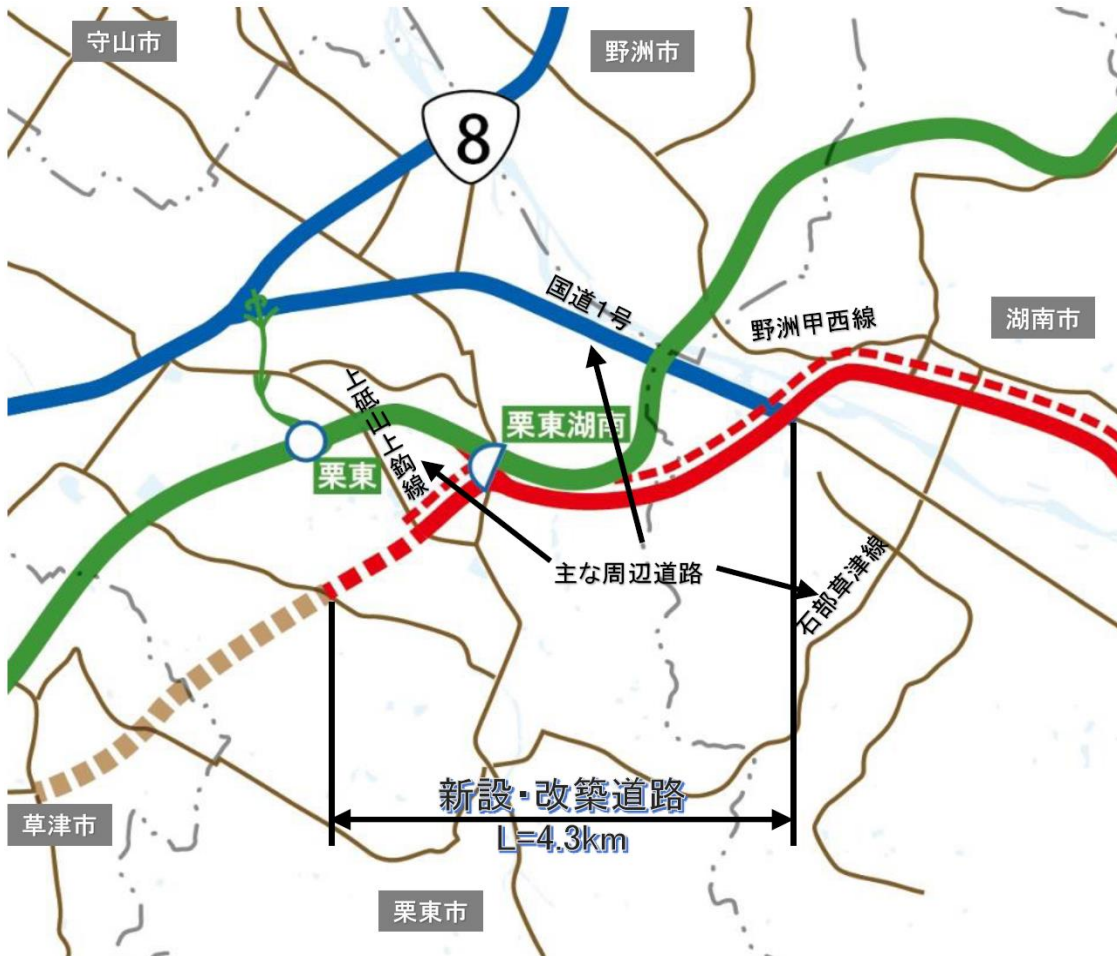 守山市
野洲市
8
国道1号
野洲甲西線
湖南市
上砥山上鈎線
栗東湖南
栗東
主な周辺道路
石部草津線
新設・改築道路
L=4.3km
草津市
栗東市